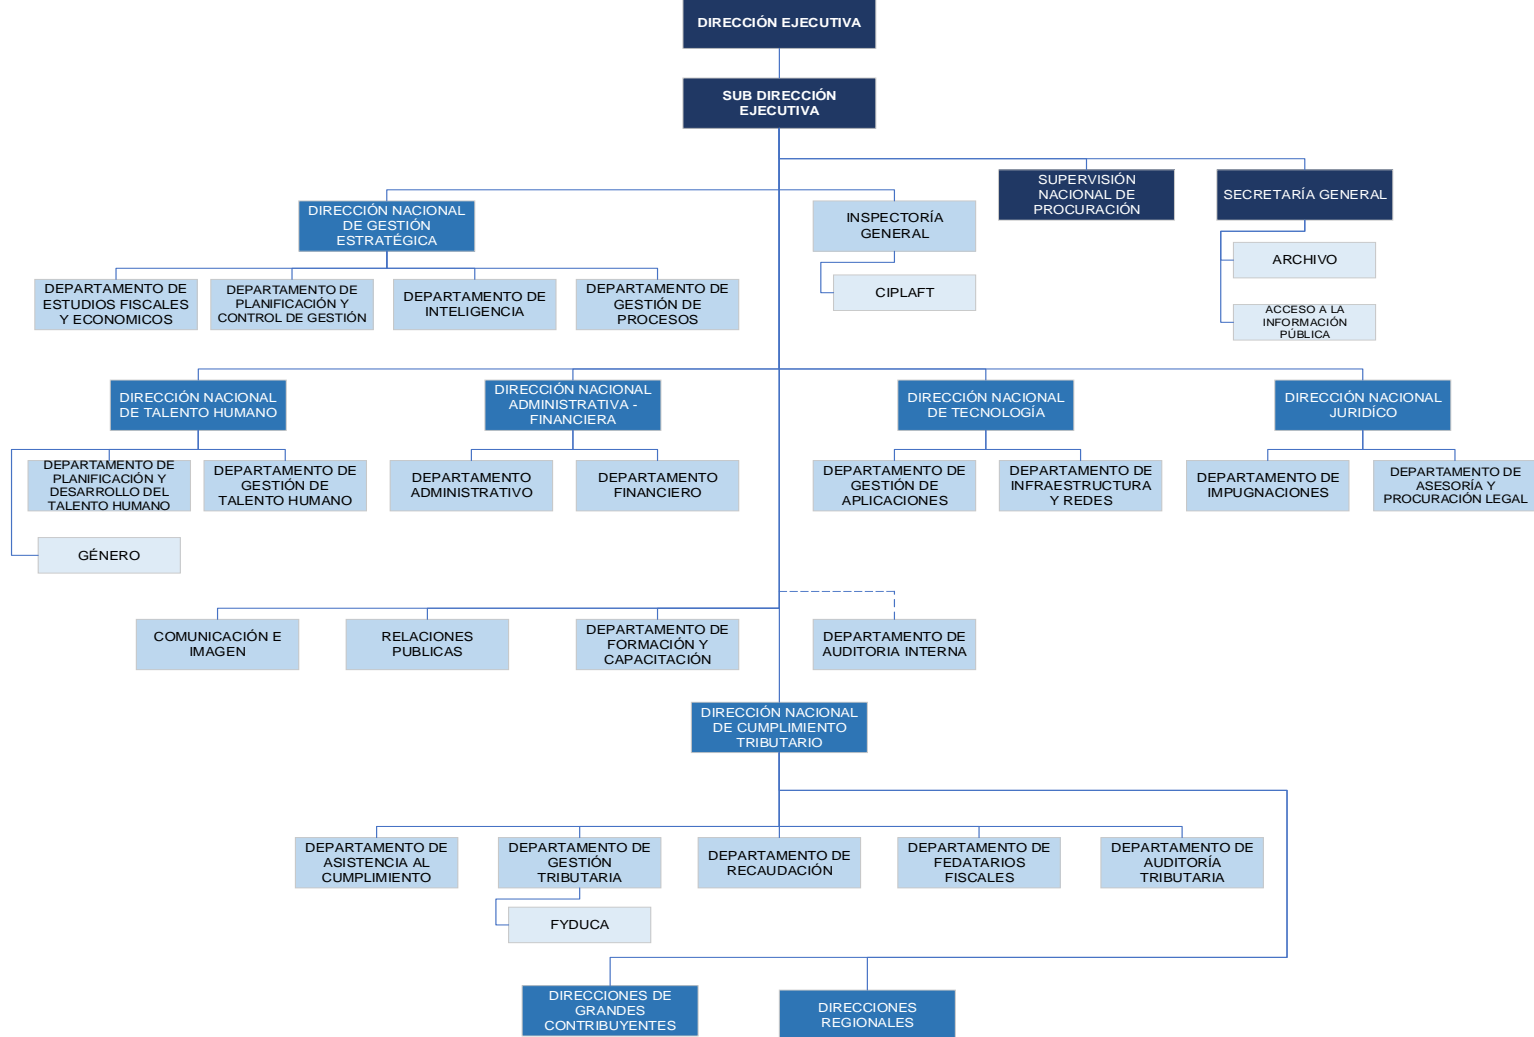 DIRECCIÓN EJECUTIVA
SUB DIRECCIÓN
EJECUTIVA
SUPERVISIÓN
NACIONAL DE
PROCURACIÓN
SECRETARÍA GENERAL
DIRECCIÓN NACIONAL
DE GESTIÓN
ESTRATÉGICA
INSPECTORÍA
GENERAL
ARCHIVO
CIPLAFT
ACCESO A LA
INFORMACIÓN
PÚBLICA
DEPARTAMENTO DE
ESTUDIOS FISCALES
Y ECONOMICOS
DEPARTAMENTO DE
PLANIFICACIÓN Y
CONTROL DE GESTIÓN
DEPARTAMENTO DE
INTELIGENCIA
DEPARTAMENTO DE
GESTIÓN DE
PROCESOS
DIRECCIÓN NACIONAL
DE TALENTO HUMANO
DIRECCIÓN NACIONAL
ADMINISTRATIVA -
FINANCIERA
DIRECCIÓN NACIONAL
DE TECNOLOGÍA
DIRECCIÓN NACIONAL
JURIDÍCO
DEPARTAMENTO DE
PLANIFICACIÓN Y
DESARROLLO DEL
TALENTO HUMANO
DEPARTAMENTO DE
GESTIÓN DE
TALENTO HUMANO
DEPARTAMENTO
ADMINISTRATIVO
DEPARTAMENTO
FINANCIERO
DEPARTAMENTO DE
GESTIÓN DE
APLICACIONES
DEPARTAMENTO DE
INFRAESTRUCTURA
Y REDES
DEPARTAMENTO DE
IMPUGNACIONES
DEPARTAMENTO DE
ASESORÍA Y
PROCURACIÓN LEGAL
GÉNERO
COMUNICACIÓN E
IMAGEN
RELACIONES
PUBLICAS
DEPARTAMENTO DE
FORMACIÓN Y
CAPACITACIÓN
DEPARTAMENTO DE
AUDITORIA INTERNA
DIRECCIÓN NACIONAL
DE CUMPLIMIENTO
TRIBUTARIO
DEPARTAMENTO DE
ASISTENCIA AL
CUMPLIMIENTO
DEPARTAMENTO DE
GESTIÓN
TRIBUTARIA
DEPARTAMENTO DE
RECAUDACIÓN
DEPARTAMENTO DE
FEDATARIOS
FISCALES
DEPARTAMENTO DE
AUDITORÍA
TRIBUTARIA
FYDUCA
DIRECCIONES DE
GRANDES
CONTRIBUYENTES
DIRECCIONES
REGIONALES